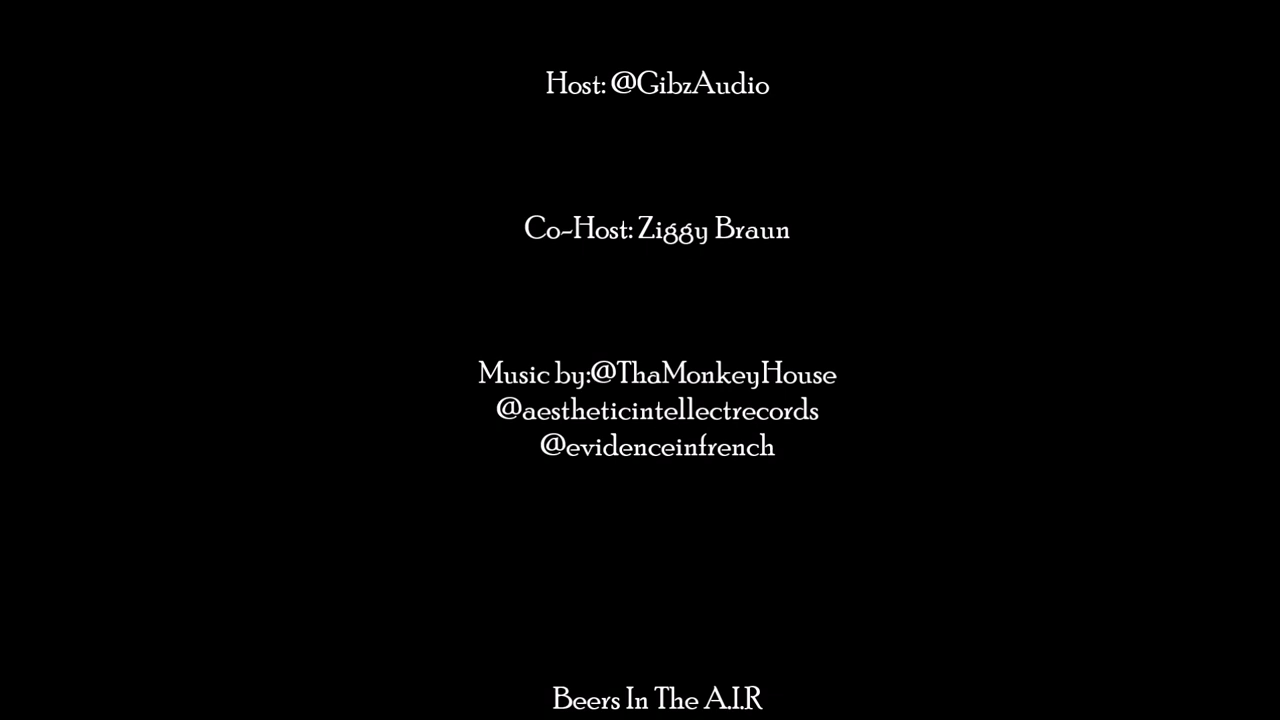 Host: @GibzAudio
Co-Host: Ziggy Braun
Music by:@ThaMonkeyHouse
@aestheticintellectrecords
@evidenceinfrench
Beers In The A.I.R